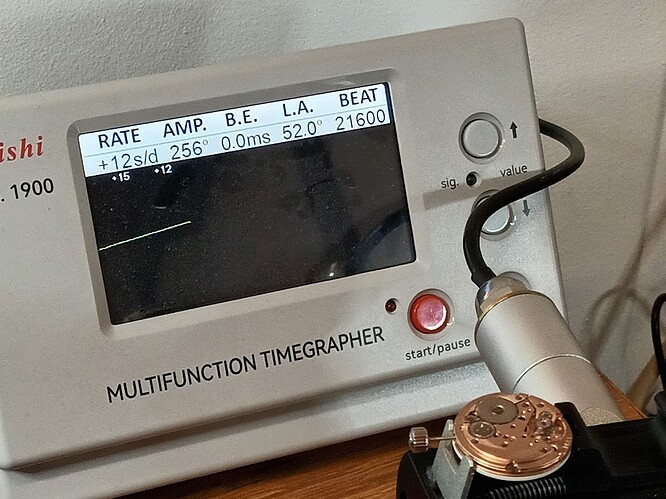 RATE AMP. B.E. L.A. BEAT
+12s/d 256° 0.0ms 52.0° 21600
+15 +12
ishi
. 1900
sig. value
start/pause
MULTIFUNCTION TIMEGRAPHER